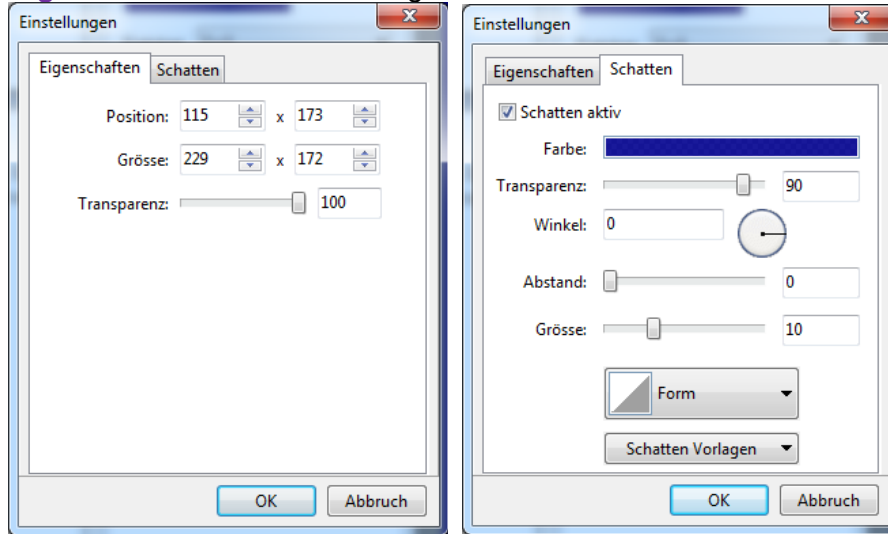 Einstellungen
Eigenschaften Schatten
Position: 115 x 173
Grösse: 229 x 172
Transparenz: 100
OK Abbruch
Einstellungen
Eigenschaften Schatten
Schatten aktiv
Farbe:
Transparenz: 90
Winkel: 0
Abstand: 0
Grösse: 10
Form
Schatten Vorlagen
OK Abbruch